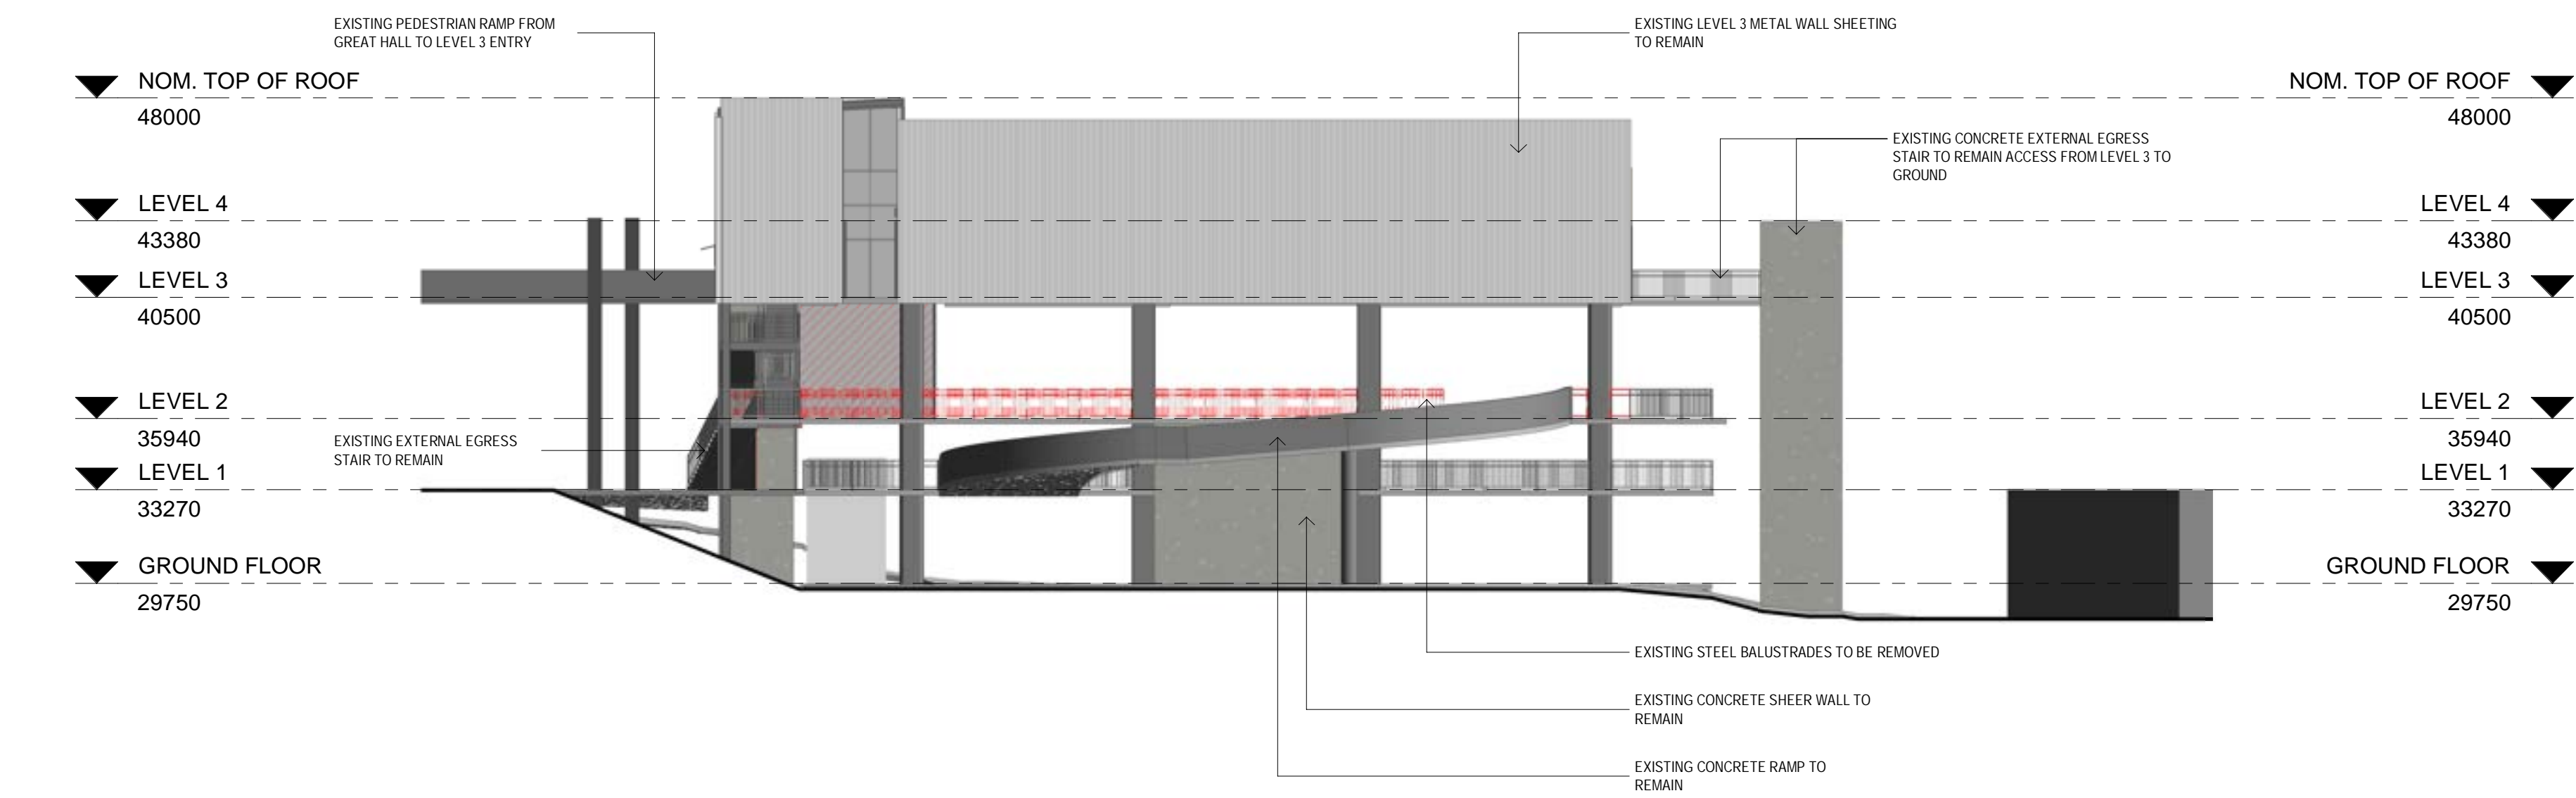 EXISTING PEDESTRIAN RAMP FROM
GREAT HALL TO LEVEL 3 ENTRY
EXISTING LEVEL 3 METAL WALL SHEETING
TO REMAIN
NOM. TOP OF ROOF
48000
NOM. TOP OF ROOF
48000
EXISTING CONCRETE EXTERNAL EGRESS
STAIR TO REMAIN ACCESS FROM LEVEL 3 TO
GROUND
LEVEL 4
43380
LEVEL 4
43380
LEVEL 3
40500
LEVEL 3
40500
LEVEL 2
35940
LEVEL 2
35940
EXISTING EXTERNAL EGRESS
STAIR TO REMAIN
LEVEL 1
33270
LEVEL 1
33270
GROUND FLOOR
29750
GROUND FLOOR
29750
EXISTING STEEL BALUSTRADES TO BE REMOVED
EXISTING CONCRETE SHEER WALL TO
REMAIN
EXISTING CONCRETE RAMP TO
REMAIN